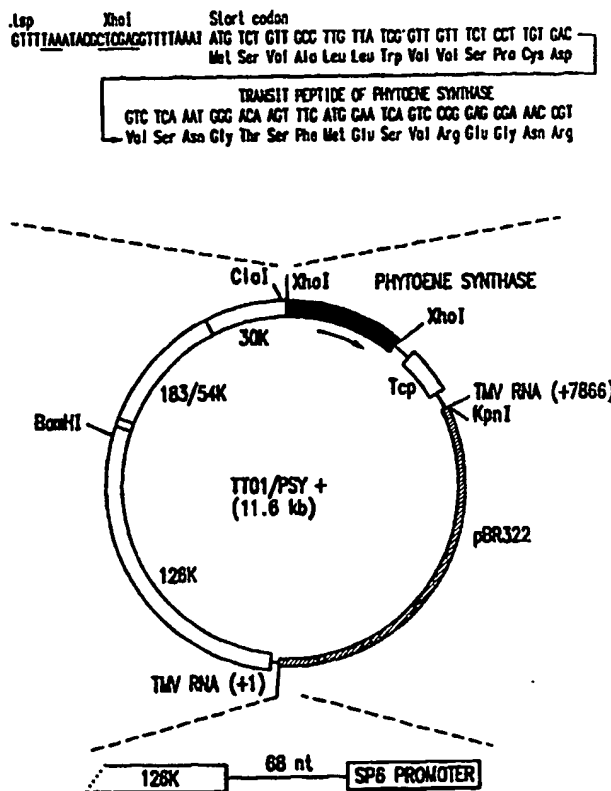 .tsp XhoI Start codon
GTTTTAAATACGCTCGAGGTTTTAAAT ATG TCT GTT GCC TTG TTA TGG GTT GTT TCT CCT TGT GAC
Met Ser Val Ala Leu Leu Trp Val Val Ser Pro Cys Asp
TRANSIT PEPTIDE OF PHYTOENE SYNTHASE
GTC TCA AAT GGG ACA AGT TTC ATG GAA TCA GTC CGG GAG GGA AAC CGT
Val Ser Asn Gly Thr Ser Phe Met Glu Ser Val Arg Glu Gly Asn Arg
ClaI XhoI PHYTOENE SYNTHASE
XhoI
30K
Tcp
TMV RNA (+7866)
KpnI
183/54K
BamHI
TT01/PSY +
(11.6 kb)
pBR322
126K
TMV RNA (+1)
68 nt
126K SP6 PROMOTER